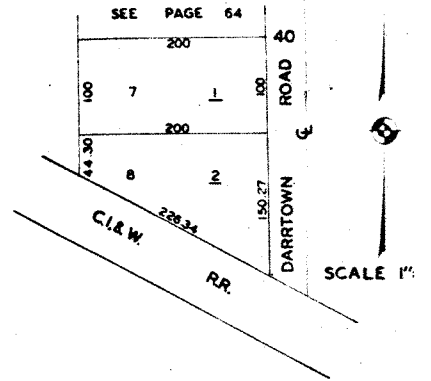 SEE PAGE 64
200
40
100
7
1
100
ROAD
200
℄
44.30
8
2
150.27
226.34
C.I.& W.
R.R.
DARRTOWN
SCALE 1"